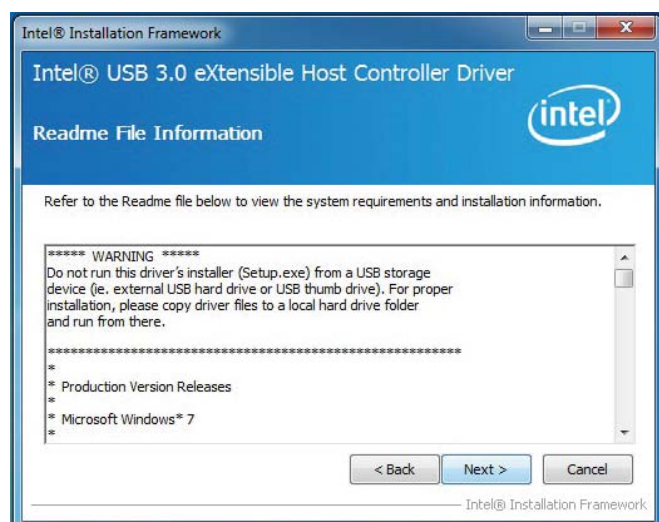 Intel® Installation Framework
Intel® USB 3.0 eXtensible Host Controller Driver
Readme File Information
intel®
Refer to the Readme file below to view the system requirements and installation information.
***** WARNING *****
Do not run this driver's installer (Setup.exe) from a USB storage
device (ie. external USB hard drive or USB thumb drive). For proper
installation, please copy driver files to a local hard drive folder
and run from there.
*******************************************************
*
* Production Version Releases
*
* Microsoft Windows* 7
*
< Back
Next >
Cancel
Intel® Installation Framework